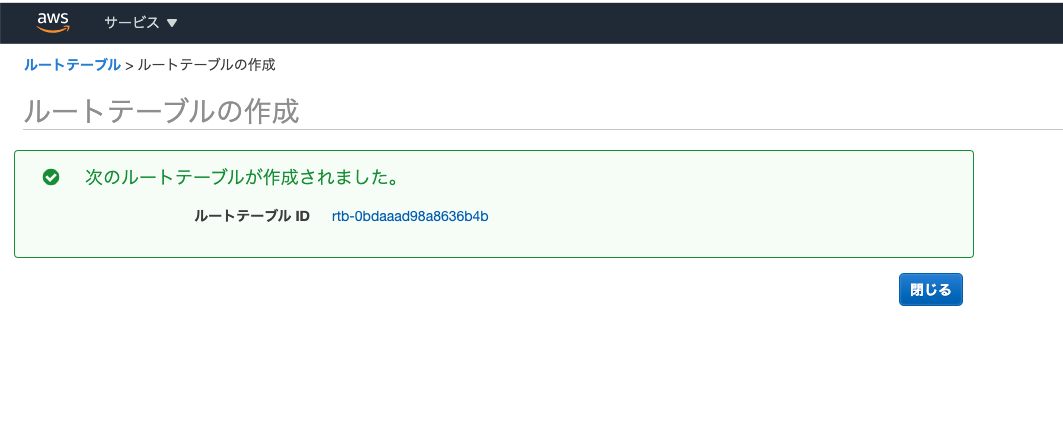 aws サービス ▼
ルートテーブル > ルートテーブルの作成
ルートテーブルの作成
次のルートテーブルが作成されました。
ルートテーブル ID rtb-0bdaaad98a8636b4b
閉じる